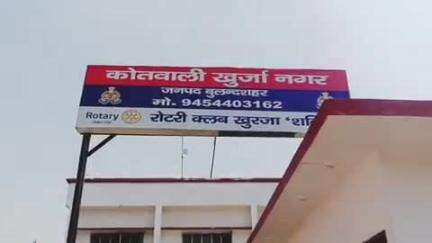 कोतवाली खुर्जा नगर
जनपद बुलन्दशहर
मो. 9454403162
Rotary रोटरी क्लब खुरजा